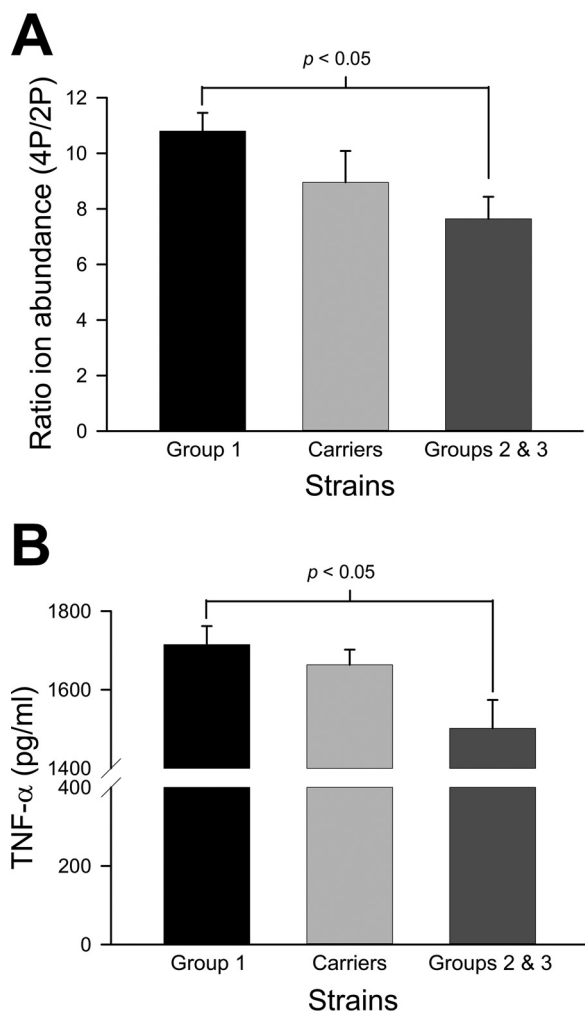 A
p < 0.05
Ratio ion abundance (4P/2P)
12
10
8
6
4
2
0
Group 1 Carriers Groups 2 & 3
Strains
B
p < 0.05
TNF-α (pg/ml)
1800
1600
1400
400
200
0
Group 1 Carriers Groups 2 & 3
Strains